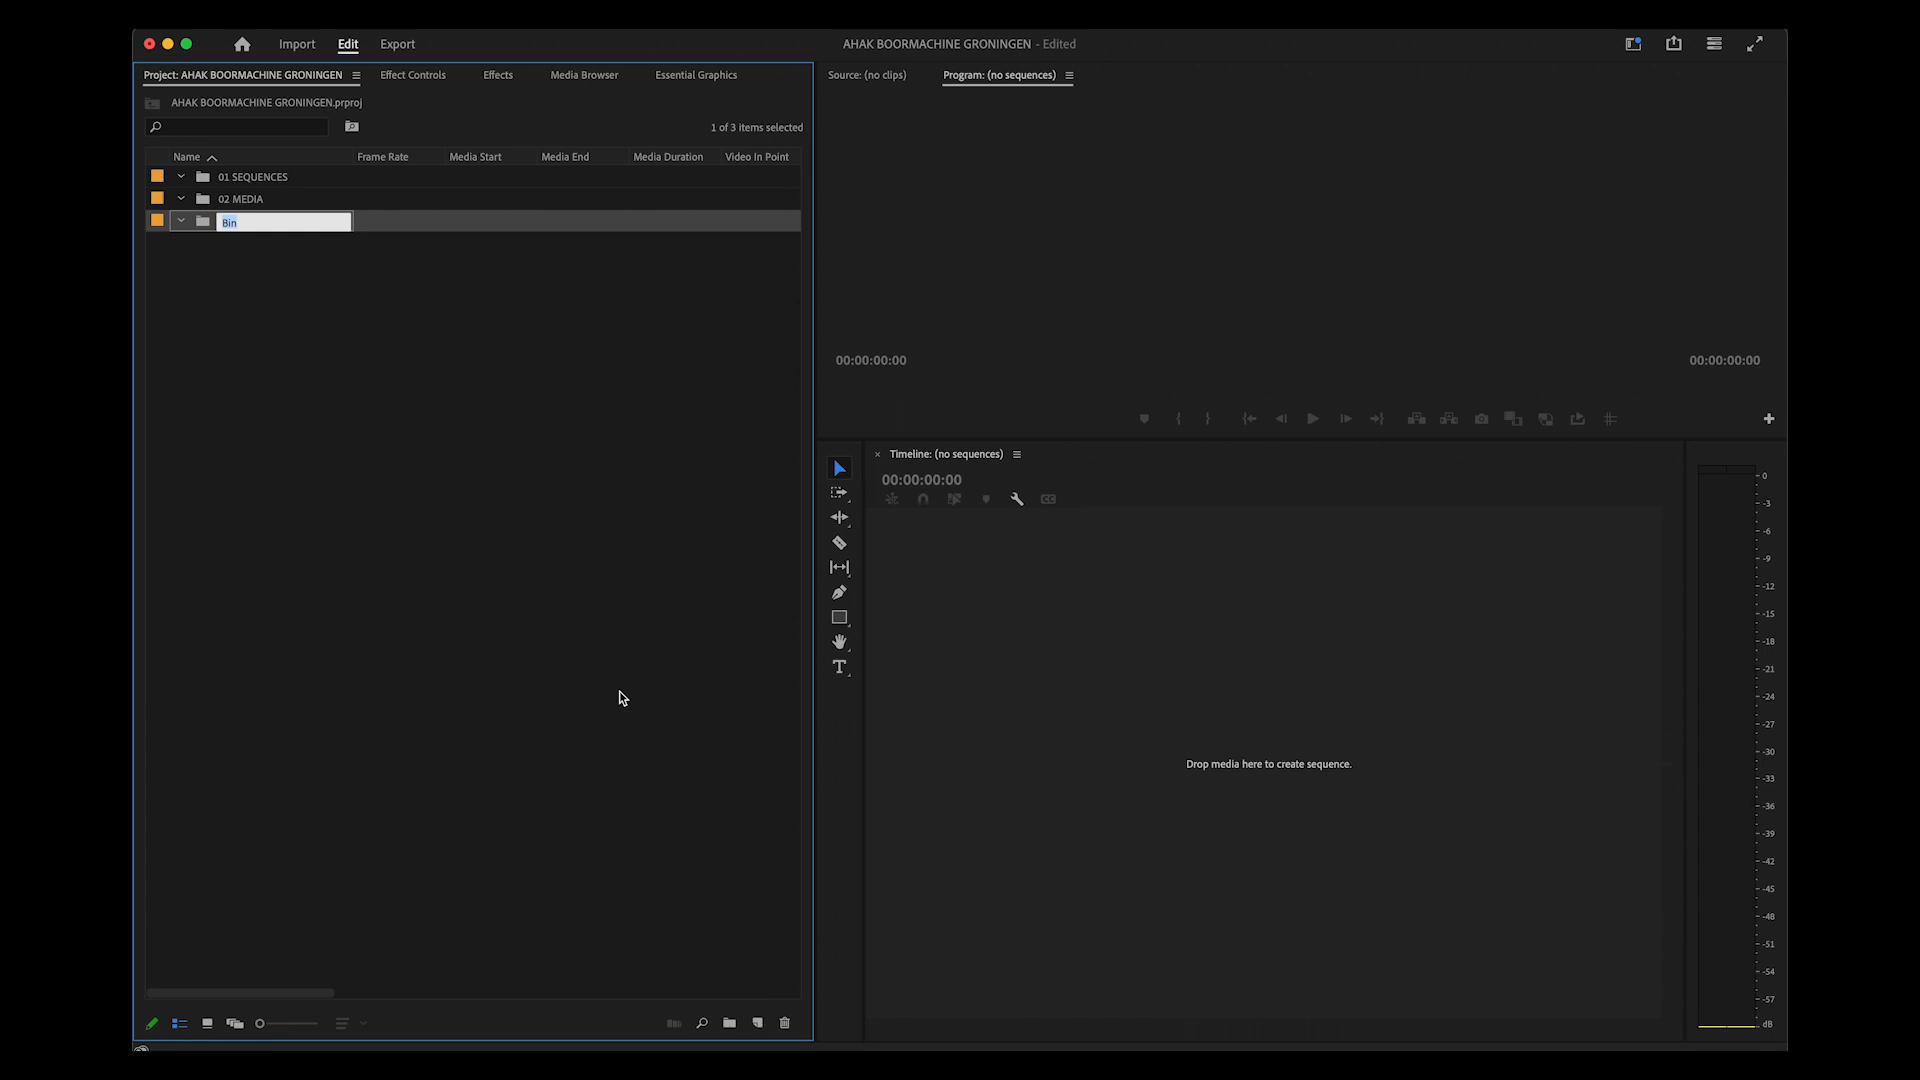 Import Edit Export
AHAK BOORMACHINE GRONINGEN - Edited
Project: AHAK BOORMACHINE GRONINGEN Effect Controls Effects Media Browser Essential Graphics
AHAK BOORMACHINE GRONINGEN.prproj
1 of 3 items selected
Name Frame Rate Media Start Media End Media Duration Video In Point
01 SEQUENCES
02 MEDIA
Bin
Source: (no clips) Program: (no sequences)
00:00:00:00 00:00:00:00
Timeline: (no sequences)
00:00:00:00
CC
T
Drop media here to create sequence.
0
-3
-6
-9
-12
-15
-18
-21
-24
-27
-30
-33
-36
-39
-42
-45
-48
-51
-54
-57
dB